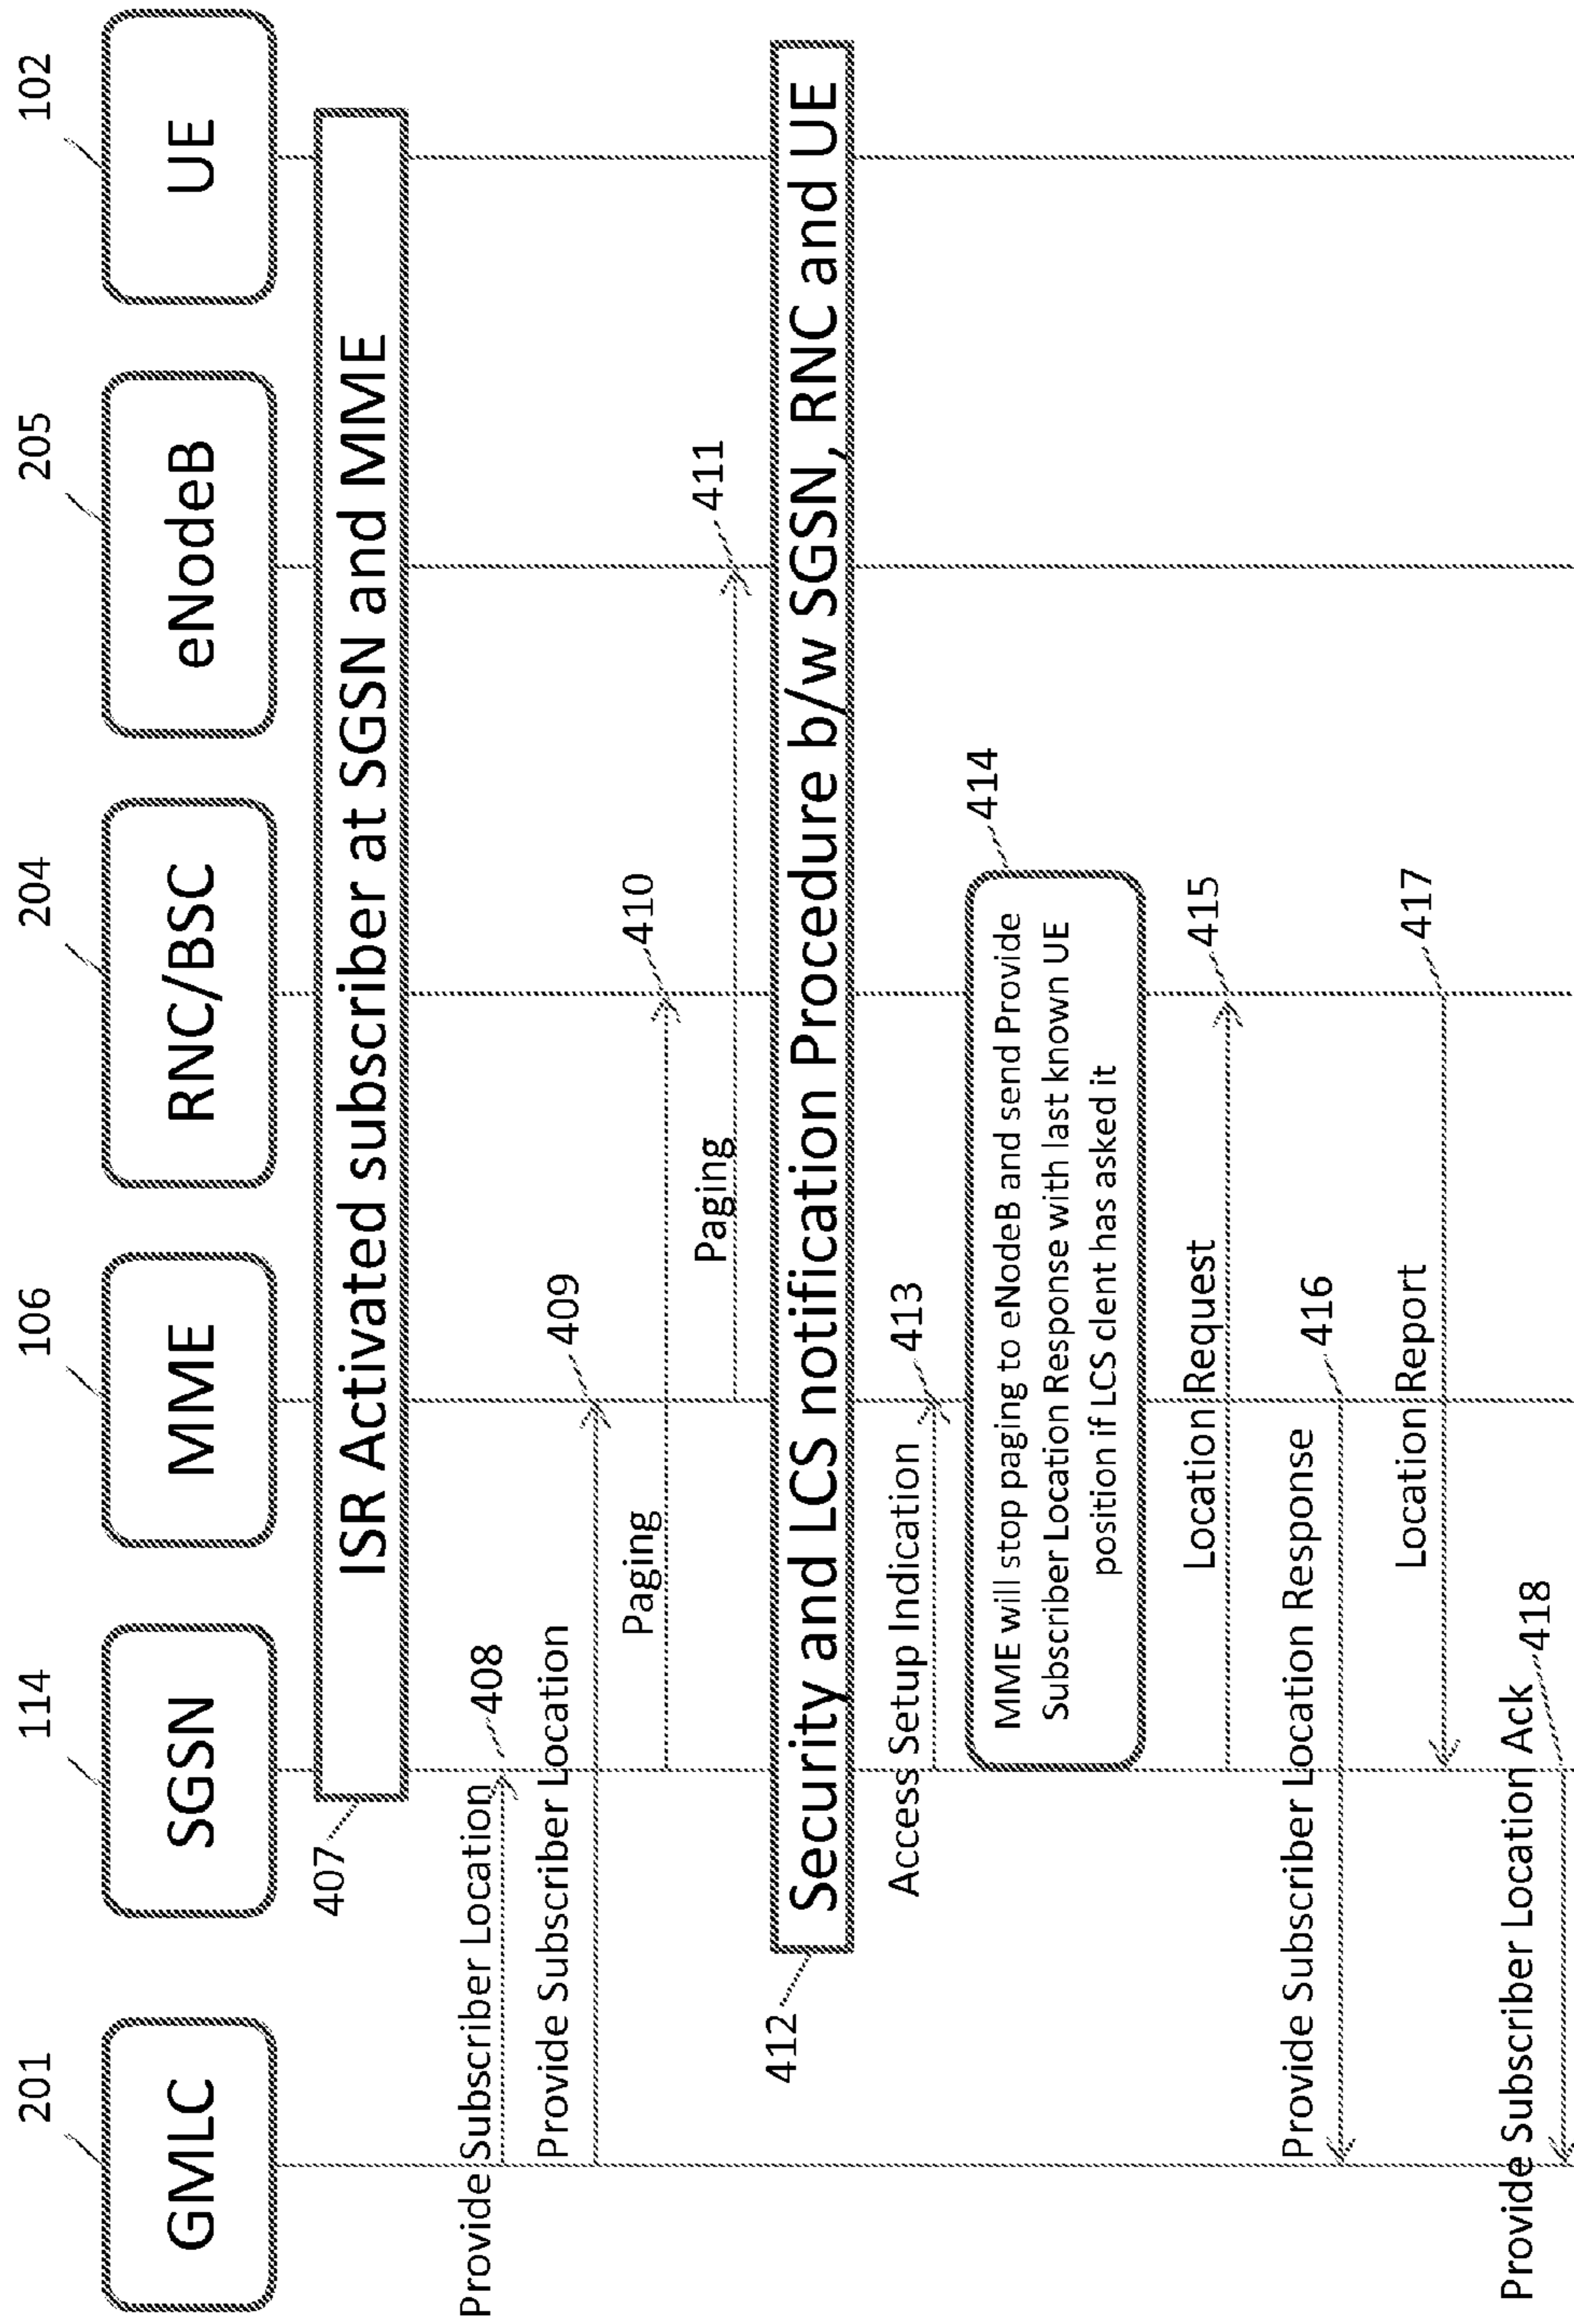 201
114
106
204
205
102
GMLC
SGSN
MME
RNC/BSC
eNodeB
UE
ISR Activated subscriber at SGSN and MME
407
Provide Subscriber Location
408
Provide Subscriber Location
409
Paging
410
Paging
411
Security and LCS notification Procedure b/w SGSN, RNC and UE
412
Access Setup Indication
413
414
MME will stop paging to eNodeB and send Provide
Subscriber Location Response with last known UE
position if LCS clent has asked it
Location Request
415
Provide Subscriber Location Response
416
Location Report
417
Provide Subscriber Location Ack
418